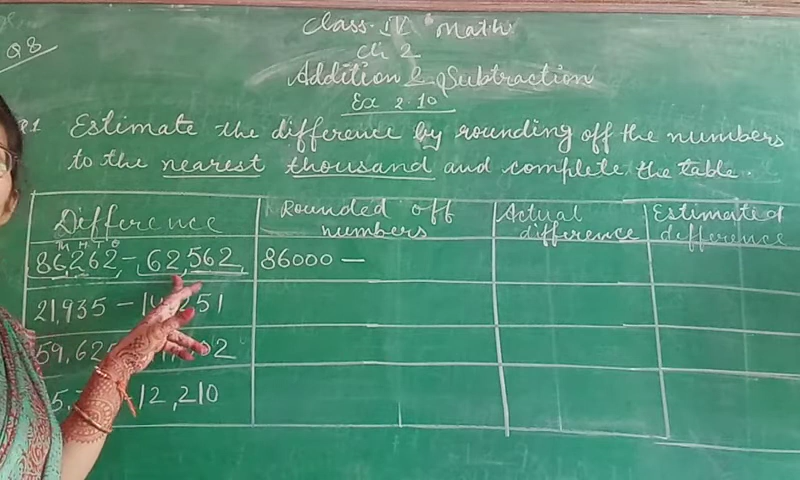 Class-IV Math
Ch 2
Q8
Addition & Subtraction
Ex 2.10
Q1 Estimate the difference by rounding off the numbers
to the nearest thousand and complete the table.
Difference Rounded off numbers Actual difference Estimated difference
Th H T O
86,262 - 62,562 86000 —
21,935 - 251
59,62
12,210